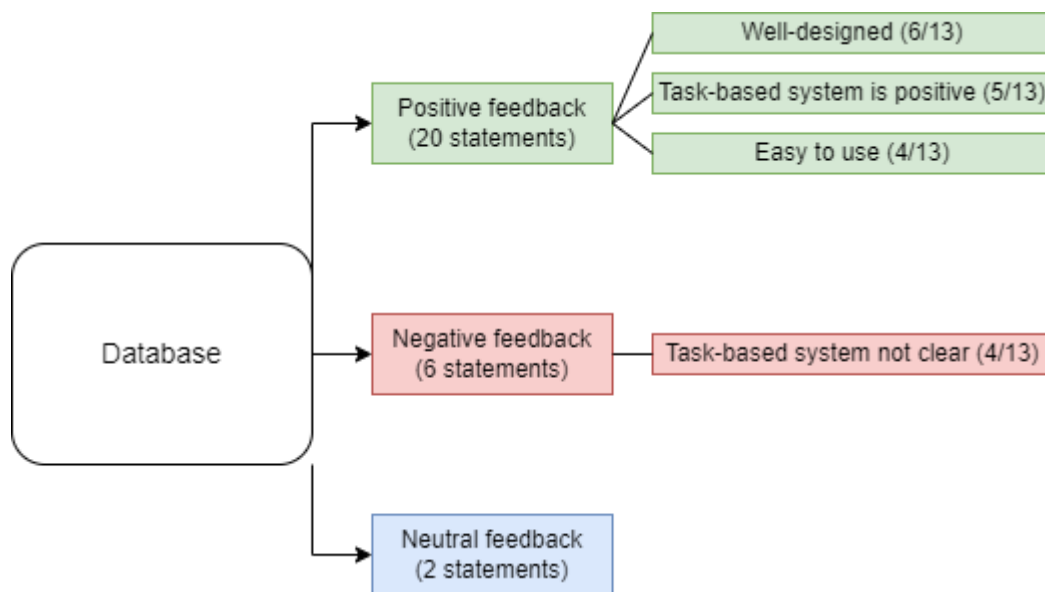 Well-designed (6/13)
Positive feedback
(20 statements)
Task-based system is positive (5/13)
Easy to use (4/13)
Database
Negative feedback
(6 statements)
Task-based system not clear (4/13)
Neutral feedback
(2 statements)